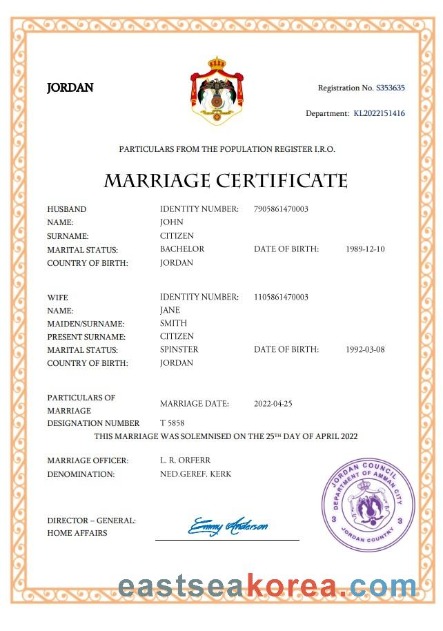 JORDAN
Registration No. S353635
Department: KL2022151416
PARTICULARS FROM THE POPULATION REGISTER I.R.O.
MARRIAGE CERTIFICATE
HUSBAND IDENTITY NUMBER: 7905861470003
NAME: JOHN
SURNAME: CITIZEN
MARITAL STATUS: BACHELOR DATE OF BIRTH: 1989-12-10
COUNTRY OF BIRTH: JORDAN
WIFE IDENTITY NUMBER: 1105861470003
NAME: JANE
MAIDEN/SURNAME: SMITH
PRESENT SURNAME: CITIZEN
MARITAL STATUS: SPINSTER DATE OF BIRTH: 1992-03-08
COUNTRY OF BIRTH: JORDAN
PARTICULARS OF
MARRIAGE MARRIAGE DATE: 2022-04-25
DESIGNATION NUMBER T 5858
THIS MARRIAGE WAS SOLEMNISED ON THE 25TH DAY OF APRIL 2022
MARRIAGE OFFICER: L. R. ORFERR
DENOMINATION: NED.GEREF. KERK
JORDAN COUNCIL
DEPARTMENT OF AMMAN CITY
3 3
JORDAN COUNTRY
DIRECTOR – GENERAL:
HOME AFFAIRS
Emmy Anderson
eastseakorea.com